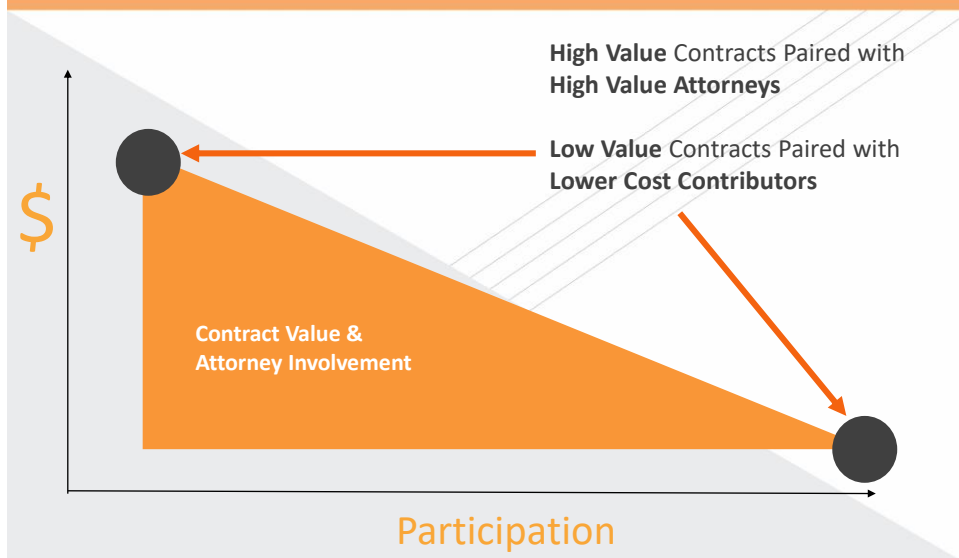 High Value Contracts Paired with
High Value Attorneys
Low Value Contracts Paired with
Lower Cost Contributors
$
Contract Value &
Attorney Involvement
Participation